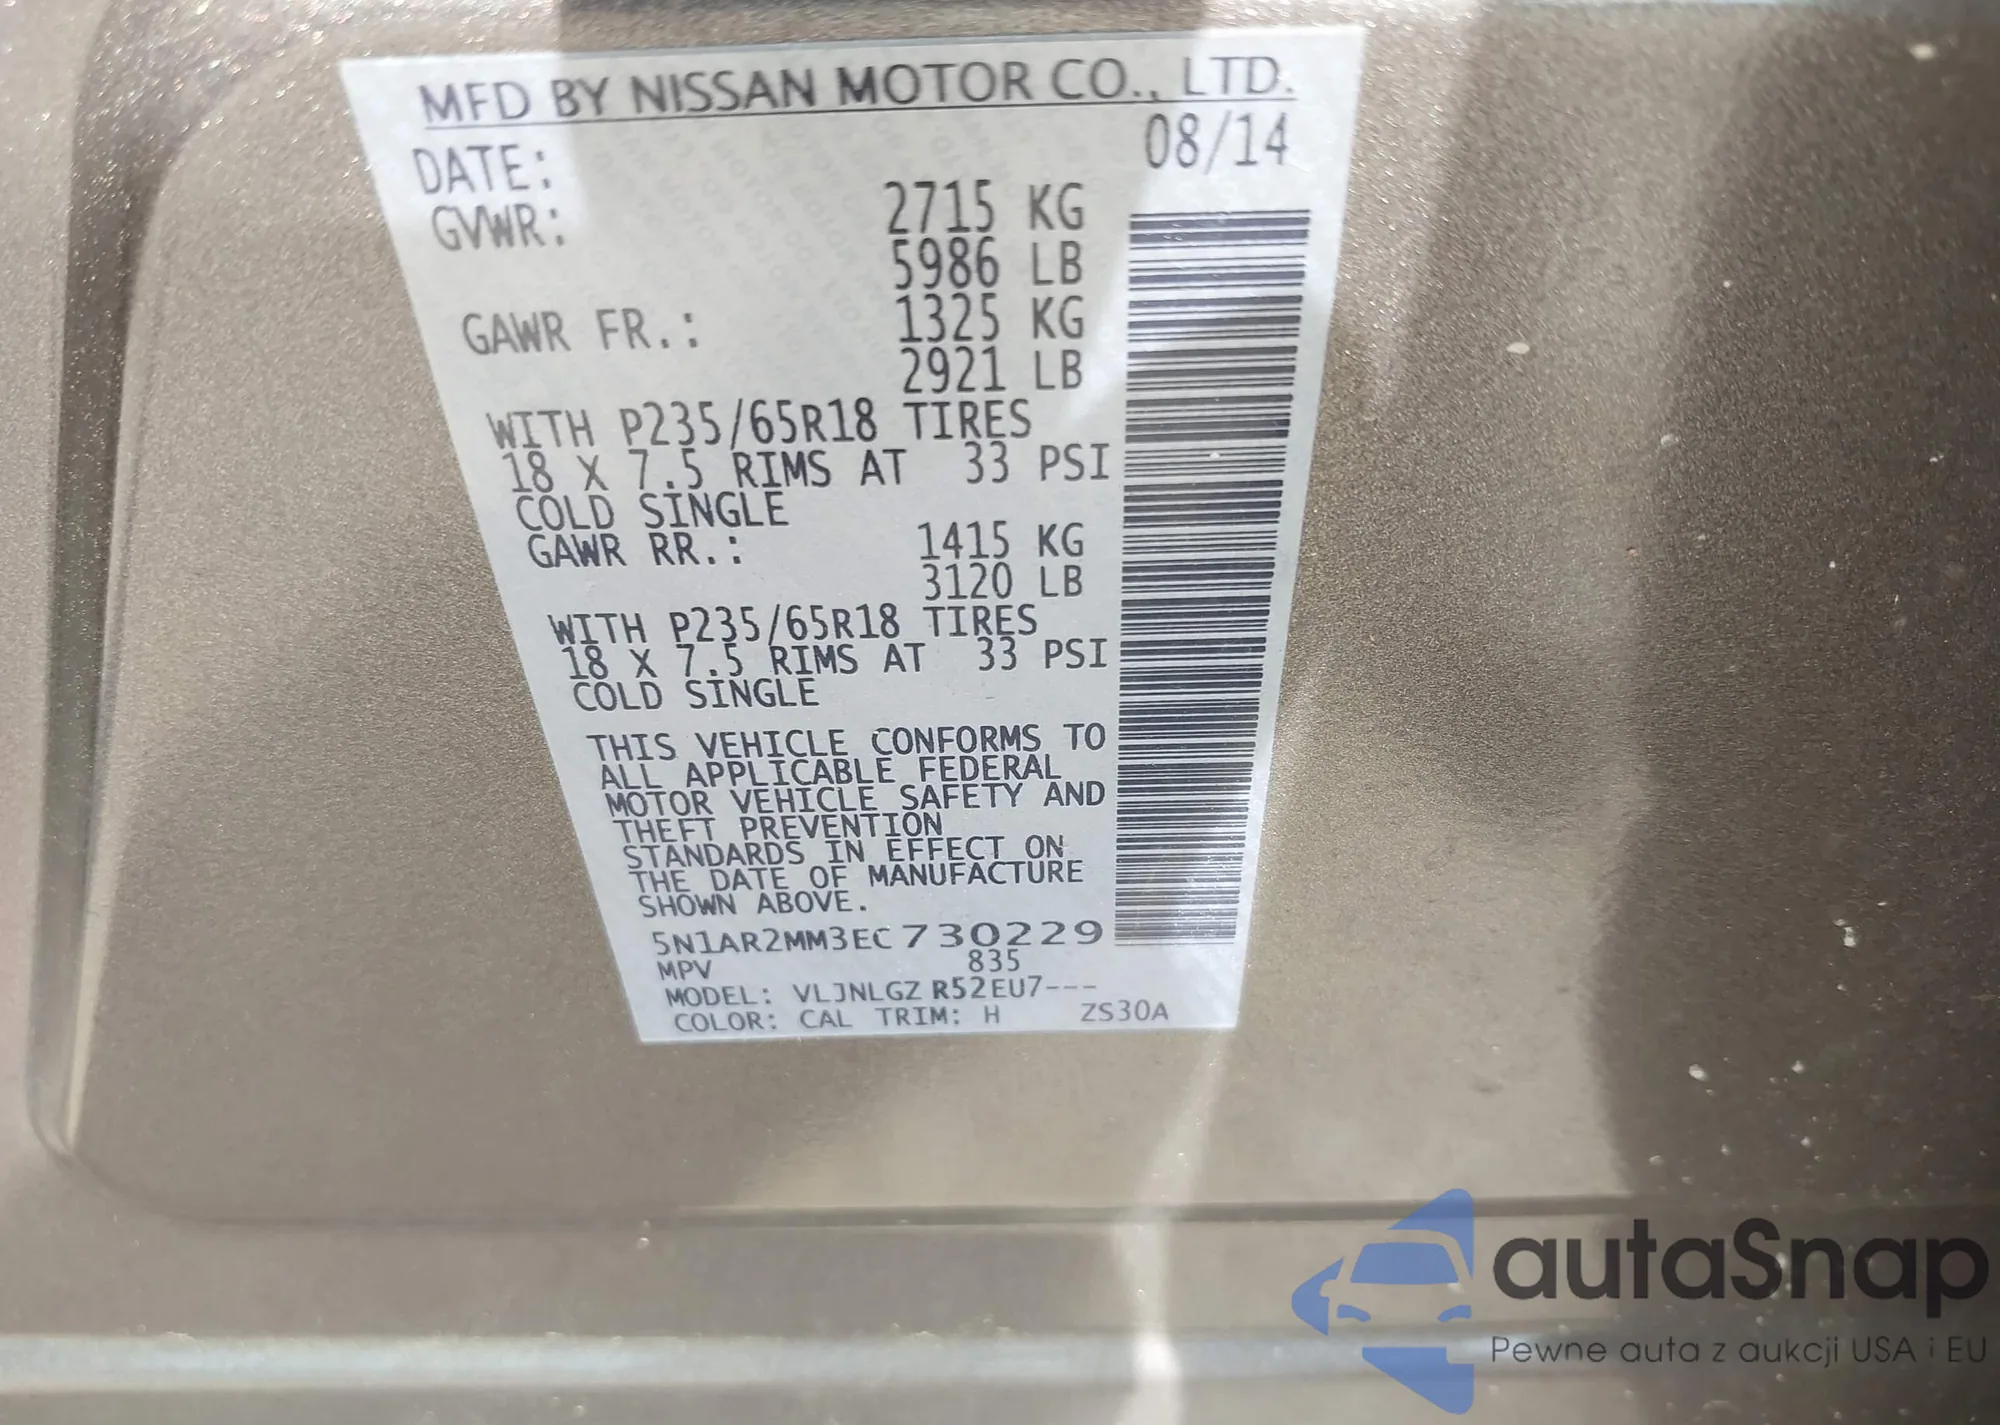 MFD BY NISSAN MOTOR CO., LTD.
DATE: 08/14
GVWR: 2715 KG
5986 LB
GAWR FR.: 1325 KG
2921 LB
WITH P235/65R18 TIRES
18 X 7.5 RIMS AT 33 PSI
COLD SINGLE
GAWR RR.: 1415 KG
3120 LB
WITH P235/65R18 TIRES
18 X 7.5 RIMS AT 33 PSI
COLD SINGLE
THIS VEHICLE CONFORMS TO
ALL APPLICABLE FEDERAL
MOTOR VEHICLE SAFETY AND
THEFT PREVENTION
STANDARDS IN EFFECT ON
THE DATE OF MANUFACTURE
SHOWN ABOVE.
5N1AR2MM3EC730229
MPV 835
MODEL: VLJNLGZ R52EU7---
COLOR: CAL TRIM: H ZS30A
autaSnap
Pewne auta z aukcji USA i EU